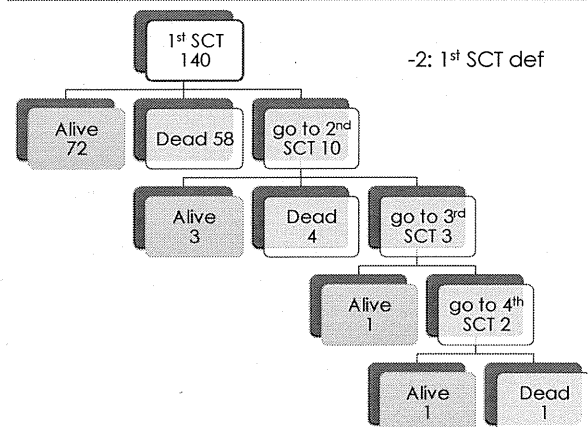 1st SCT
140
-2: 1st SCT def
Alive
72
Dead 58
go to 2nd
SCT 10
Alive
3
Dead
4
go to 3rd
SCT 3
Alive
1
go to 4th
SCT 2
Alive
1
Dead
1